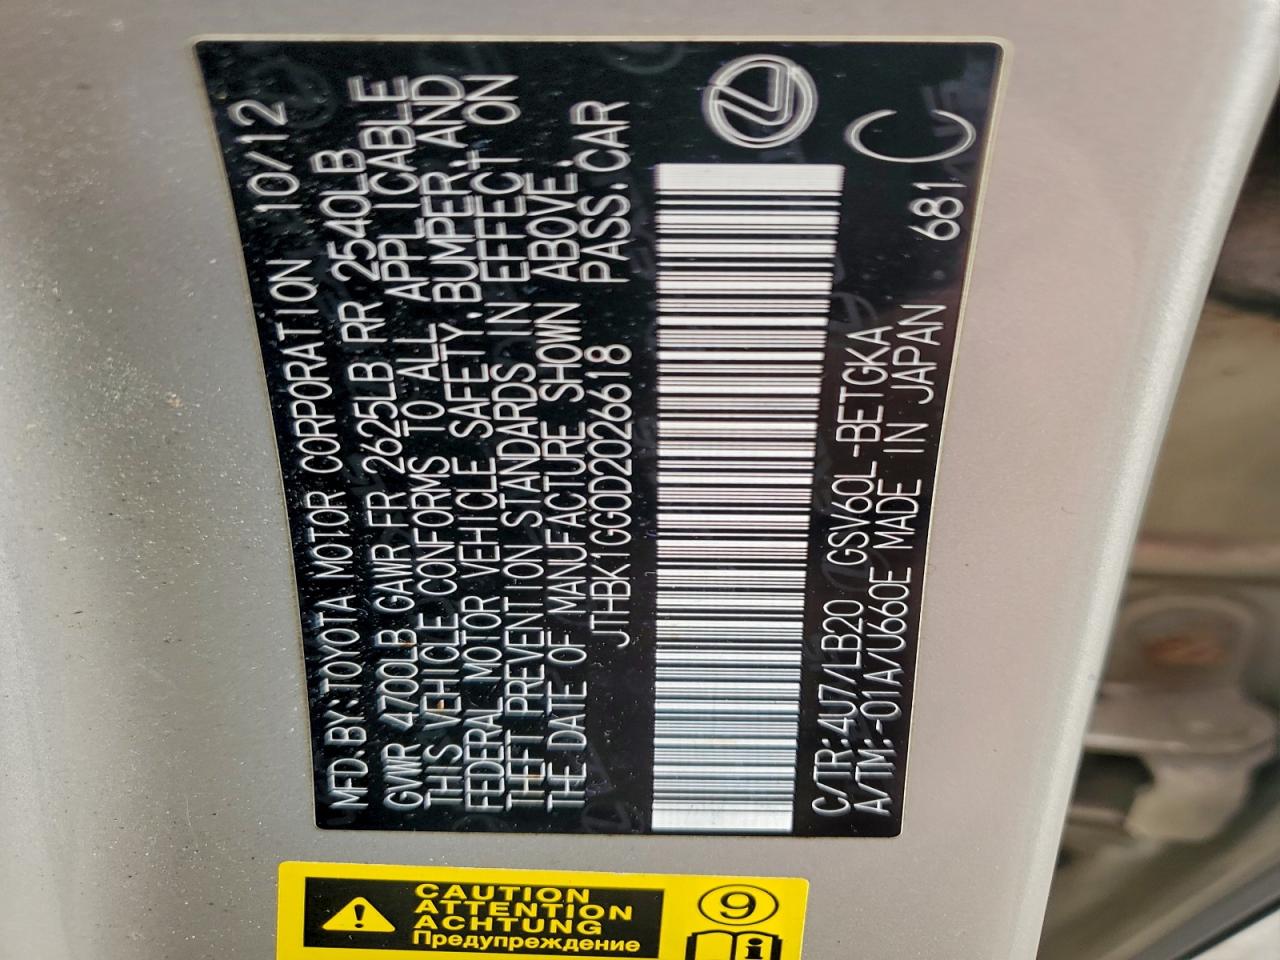 MFD.BY:TOYOTA MOTOR CORPORATION 10/12
GVWR 4700LB GAWR FR 2625LB RR 2540LB
THIS VEHICLE CONFORMS TO ALL APPLICABLE
FEDERAL MOTOR VEHICLE SAFETY,BUMPER,AND
THEFT PREVENTION STANDARDS IN EFFECT ON
THE DATE OF MANUFACTURE SHOWN ABOVE.
JTHBK1GG0D2026618 PASS.CAR
C/TR:4U7/LB20 GSV60L-BETGKA
A/TM:-01A/U660E MADE IN JAPAN 681 C
CAUTION
ATTENTION
ACHTUNG
Предупреждение
9
i